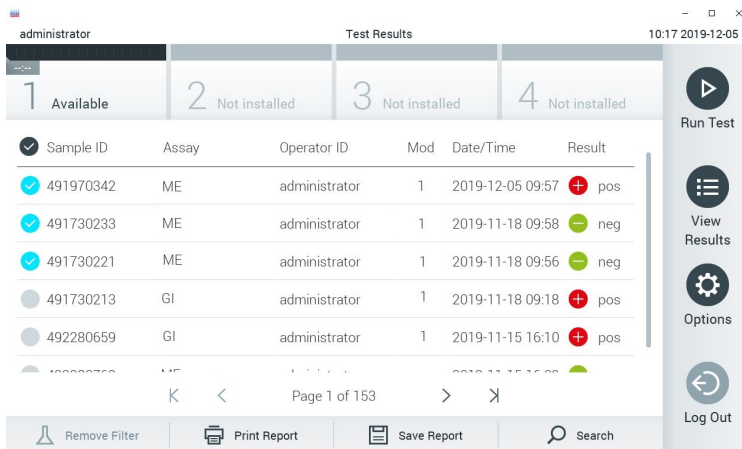 administrator Test Results 10:17 2019-12-05
--:--
1 Available 2 Not installed 3 Not installed 4 Not installed
Run Test
Sample ID Assay Operator ID Mod Date/Time Result
491970342 ME administrator 1 2019-12-05 09:57 pos
491730233 ME administrator 1 2019-11-18 09:58 neg
View
Results
491730221 ME administrator 1 2019-11-18 09:56 neg
491730213 GI administrator 1 2019-11-18 09:18 pos
Options
492280659 GI administrator 1 2019-11-15 16:10 pos
Page 1 of 153
Log Out
Remove Filter Print Report Save Report Search